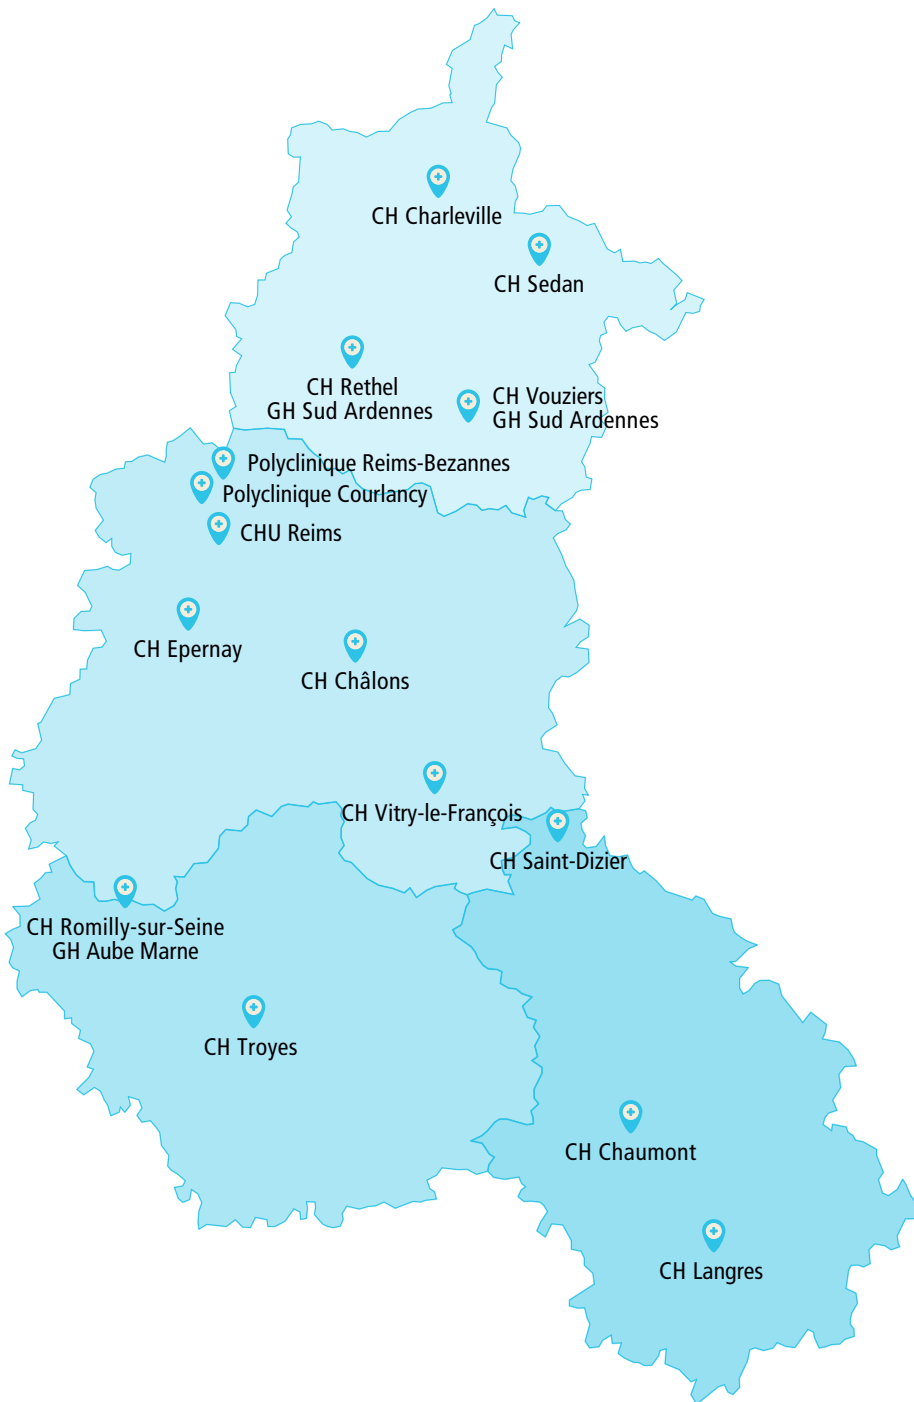 CH Charleville
CH Sedan
CH Rethel
GH Sud Ardennes
CH Vouziers
GH Sud Ardennes
Polyclinique Reims-Bezannes
Polyclinique Courlancy
CHU Reims
CH Epernay
CH Châlons
CH Vitry-le-François
CH Saint-Dizier
CH Romilly-sur-Seine
GH Aube Marne
CH Troyes
CH Chaumont
CH Langres